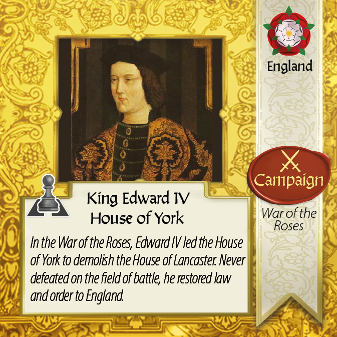 England
Campaign
War of the
Roses
King Edward IV
House of York
In the War of the Roses, Edward IV led the House
of York to demolish the House of Lancaster. Never
defeated on the field of battle, he restored law
and order to England.